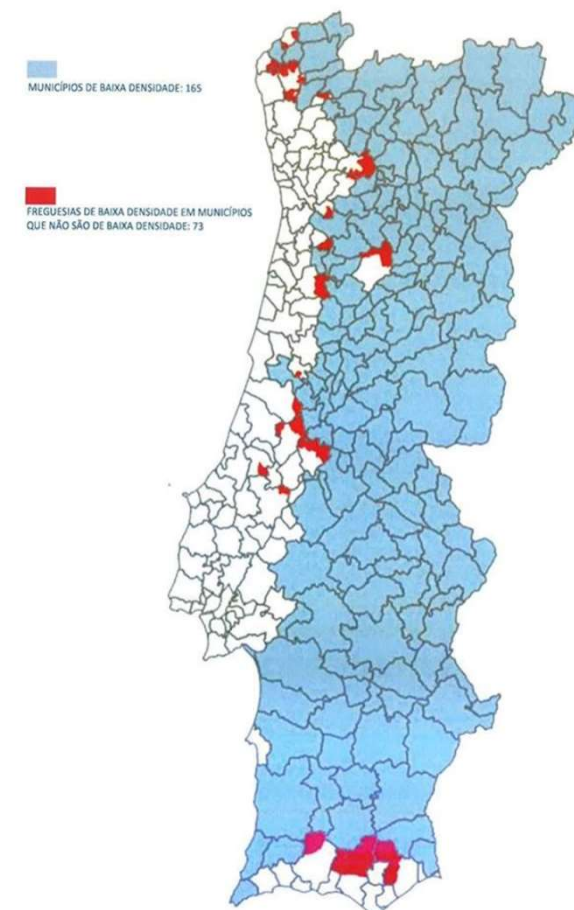 MUNICÍPIOS DE BAIXA DENSIDADE: 165
FREGUESIAS DE BAIXA DENSIDADE EM MUNICÍPIOS
QUE NÃO SÃO DE BAIXA DENSIDADE: 73